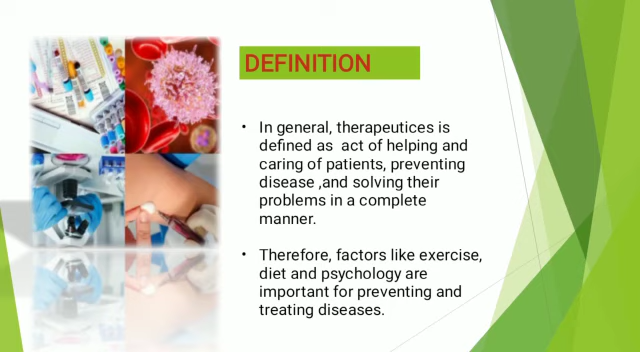 DEFINITION
• In general, therapeutices is
defined as  act of helping and
caring of patients, preventing
disease ,and solving their
problems in a complete
manner.
• Therefore, factors like exercise,
diet and psychology are
important for preventing and
treating diseases.